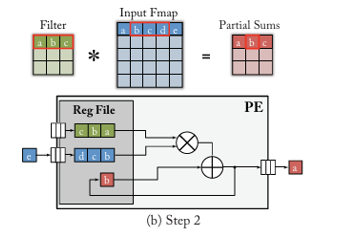 Input Fmap
Filter
Partial Sums
a b c
a b c d e
a b c
*
=
Reg File
PE
c b a
e
d c b
b
a
(b) Step 2